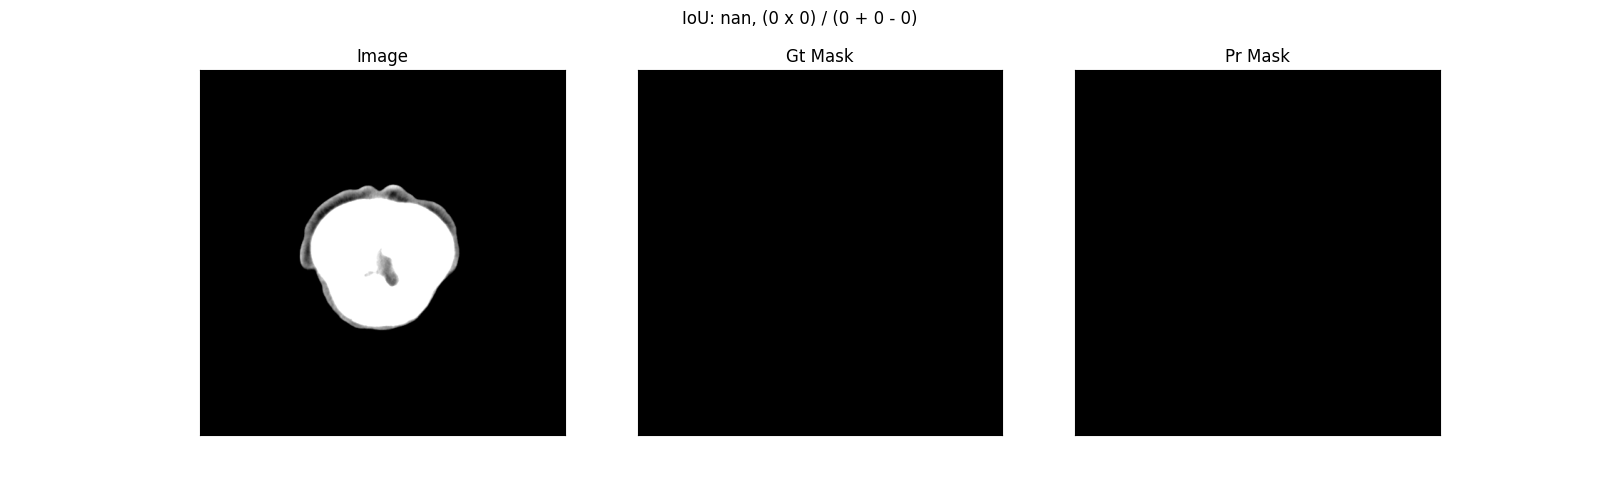 IoU: nan, (0 x 0) / (0 + 0 - 0)
Image
Gt Mask
Pr Mask